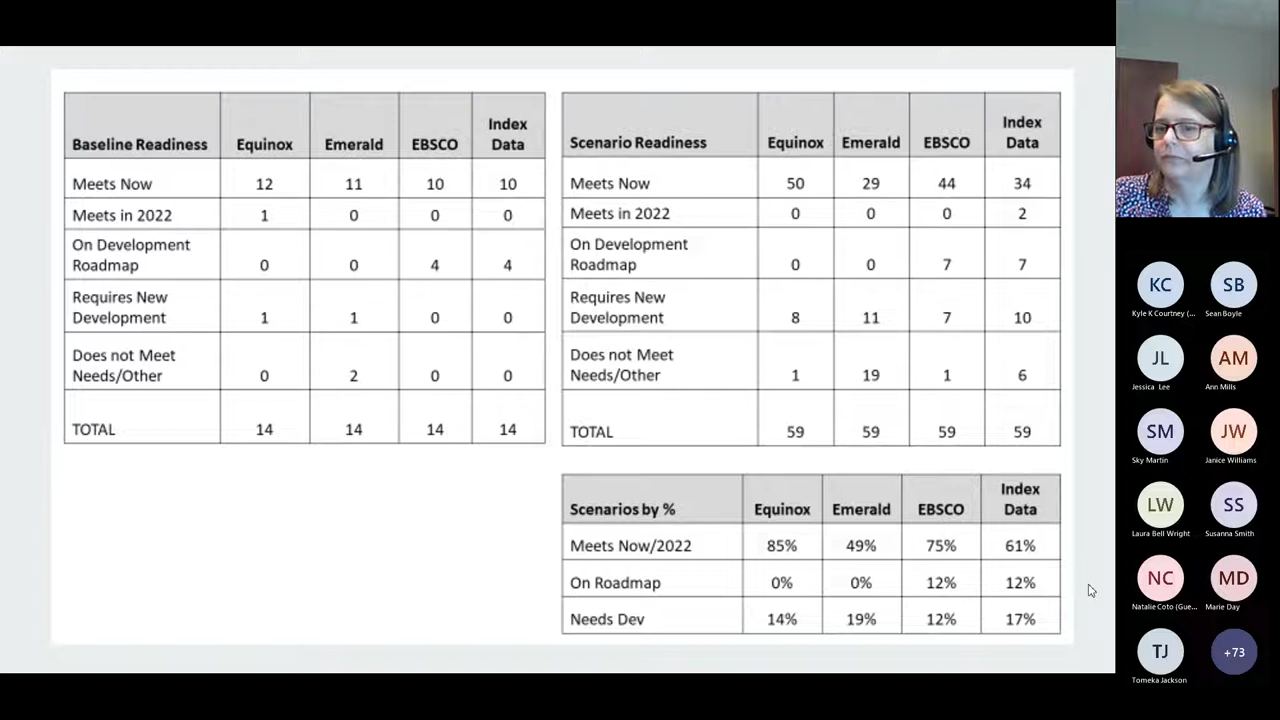 Baseline Readiness Equinox Emerald EBSCO Index Data
Meets Now 12 11 10 10
Meets in 2022 1 0 0 0
On Development Roadmap 0 0 4 4
Requires New Development 1 1 0 0
Does not Meet Needs/Other 0 2 0 0
TOTAL 14 14 14 14
Scenario Readiness Equinox Emerald EBSCO Index Data
Meets Now 50 29 44 34
Meets in 2022 0 0 0 2
On Development Roadmap 0 0 7 7
Requires New Development 8 11 7 10
Does not Meet Needs/Other 1 19 1 6
TOTAL 59 59 59 59
Scenarios by % Equinox Emerald EBSCO Index Data
Meets Now/2022 85% 49% 75% 61%
On Roadmap 0% 0% 12% 12%
Needs Dev 14% 19% 12% 17%
KC SB
Kyle K Courtney (... Sean Boyle
JL AM
Jessica Lee Ann Mills
SM JW
Sky Martin Janice Williams
LW SS
Laura Bell Wright Susanna Smith
NC MD
Natalie Coto (Gue... Marie Day
TJ +73
Tomeka Jackson